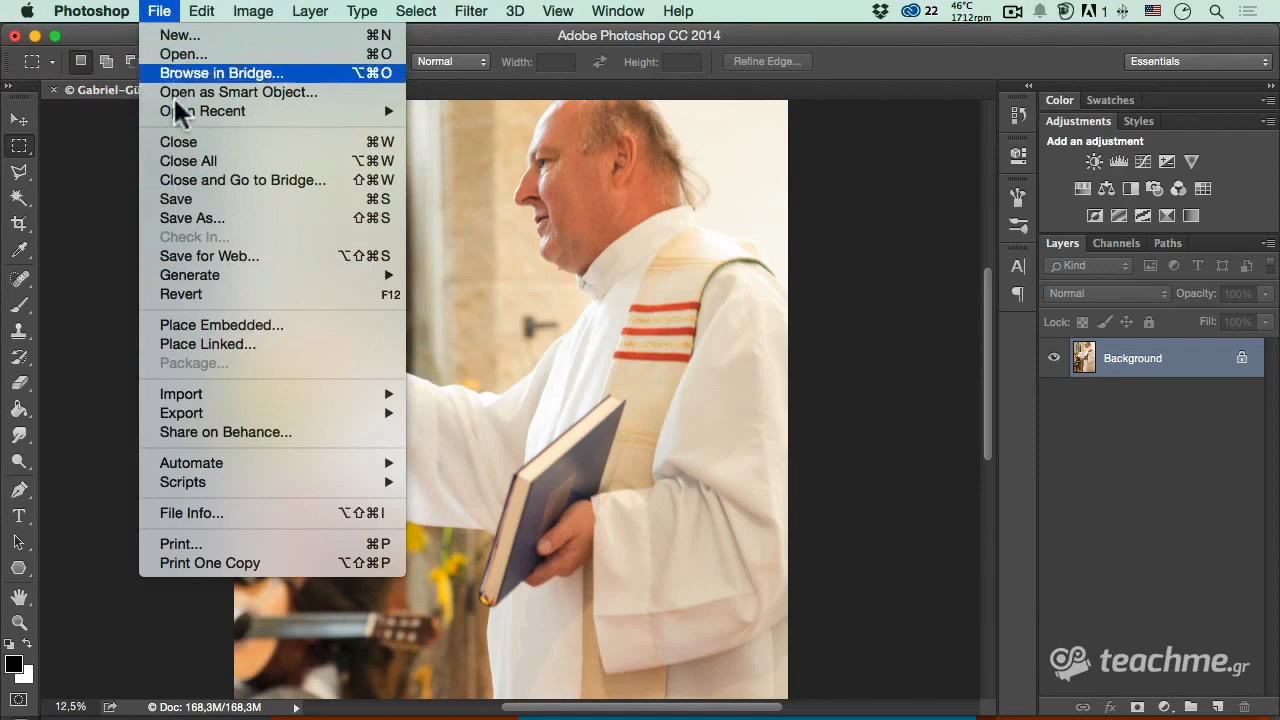 Photoshop File Edit Image Layer Type Select Filter 3D View Window Help 22 46°C 1712rpm 1
Adobe Photoshop CC 2014
Normal Width: Height: Refine Edge... Essentials
× © Gabriel-Gü
New... ⌘N
Open... ⌘O
Browse in Bridge... ⌥⌘O
Open as Smart Object...
Open Recent
Close ⌘W
Close All ⌥⌘W
Close and Go to Bridge... ⇧⌘W
Save ⌘S
Save As... ⇧⌘S
Check In...
Save for Web... ⌥⇧⌘S
Generate
Revert F12
Place Embedded...
Place Linked...
Package...
Import
Export
Share on Behance...
Automate
Scripts
File Info... ⌥⇧⌘I
Print... ⌘P
Print One Copy ⌥⇧⌘P
Color Swatches
Adjustments Styles
Add an adjustment
Layers Channels Paths
Kind
Normal Opacity: 100%
Lock: Fill: 100%
Background
teachme.gr
12,5% © Doc: 168,3M/168,3M